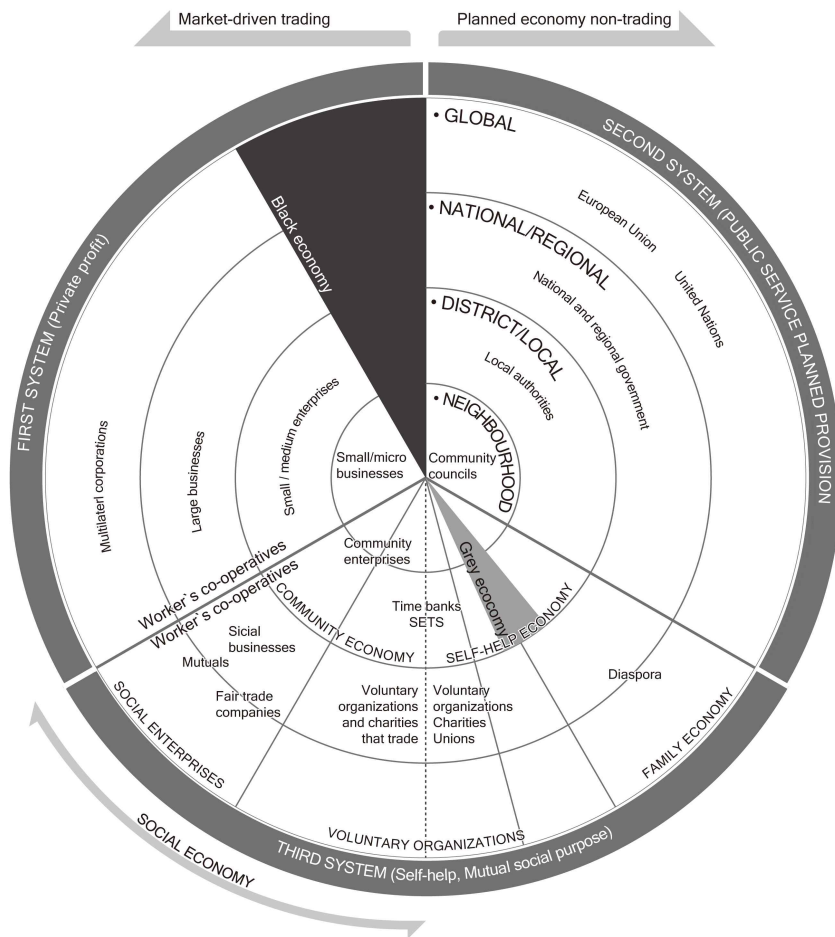 Market-driven trading
Planned economy non-trading
FIRST SYSTEM (Private profit)
SECOND SYSTEM (PUBLIC SERVICE PLANNED PROVISION
• GLOBAL
European Union
United Nations
• NATIONAL/REGIONAL
National and regional government
• DISTRICT/LOCAL
Local authorities
• NEIGHBOURHOOD
Community
councils
Black economy
Multilaterl corporations
Large businesses
Small / medium enterprises
Small/micro
businesses
Worker`s co-operatives
Worker`s co-operatives
Community
enterprises
COMMUNITY ECONOMY
Time banks
SETS
Grey ecocomy
SELF-HELP ECONOMY
Sicial
businesses
Mutuals
Fair trade
companies
Voluntary
organizations
and charities
that trade
Voluntary
organizations
Charities
Unions
Diaspora
SOCIAL ENTERPRISES
VOLUNTARY ORGANIZATIONS
FAMILY ECONOMY
THIRD SYSTEM (Self-help, Mutual social purpose)
SOCIAL ECONOMY